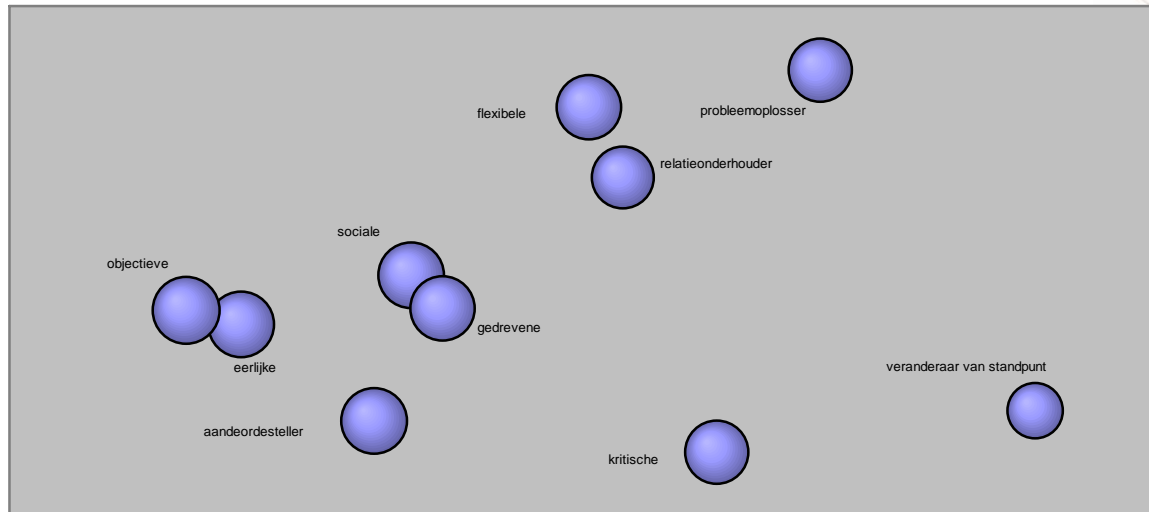 flexibele
probleemoplosser
relatieonderhouder
sociale
objectieve
gedrevene
eerlijke
veranderaar van standpunt
aandeordesteller
kritische